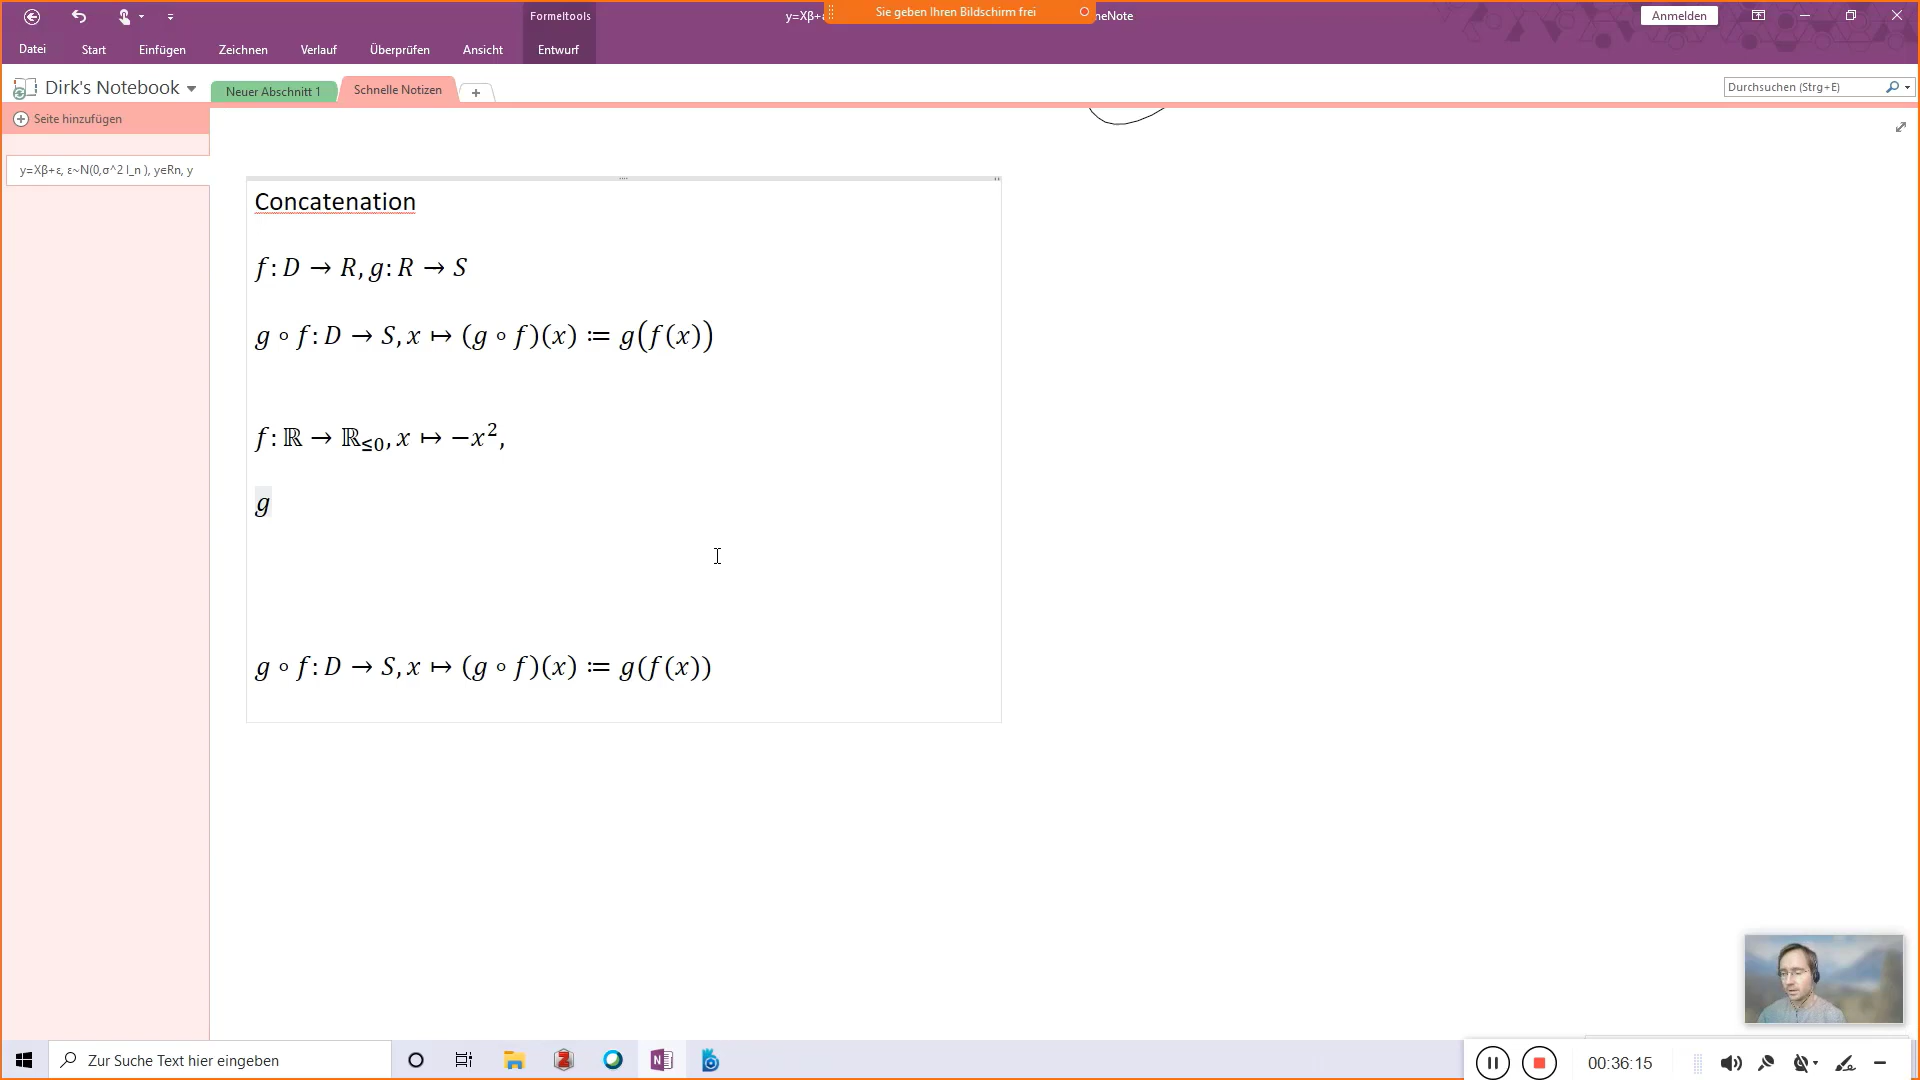 Formeltools
y=Xβ+ε
Sie geben Ihren Bildschirm frei
neNote
Anmelden
Datei Start Einfügen Zeichnen Verlauf Überprüfen Ansicht Entwurf
Dirk's Notebook Neuer Abschnitt 1 Schnelle Notizen + Durchsuchen (Strg+E)
Seite hinzufügen
y=Xβ+ε, ε~N(0,σ^2 I_n ), y∈Rn, y
Concatenation
f: D → R, g: R → S
g ∘ f: D → S, x ↦ (g ∘ f)(x) ≔ g(f(x))
f: ℝ → ℝ≤0, x ↦ −x²,
g
g ∘ f: D → S, x ↦ (g ∘ f)(x) ≔ g(f(x))
Zur Suche Text hier eingeben
00:36:15